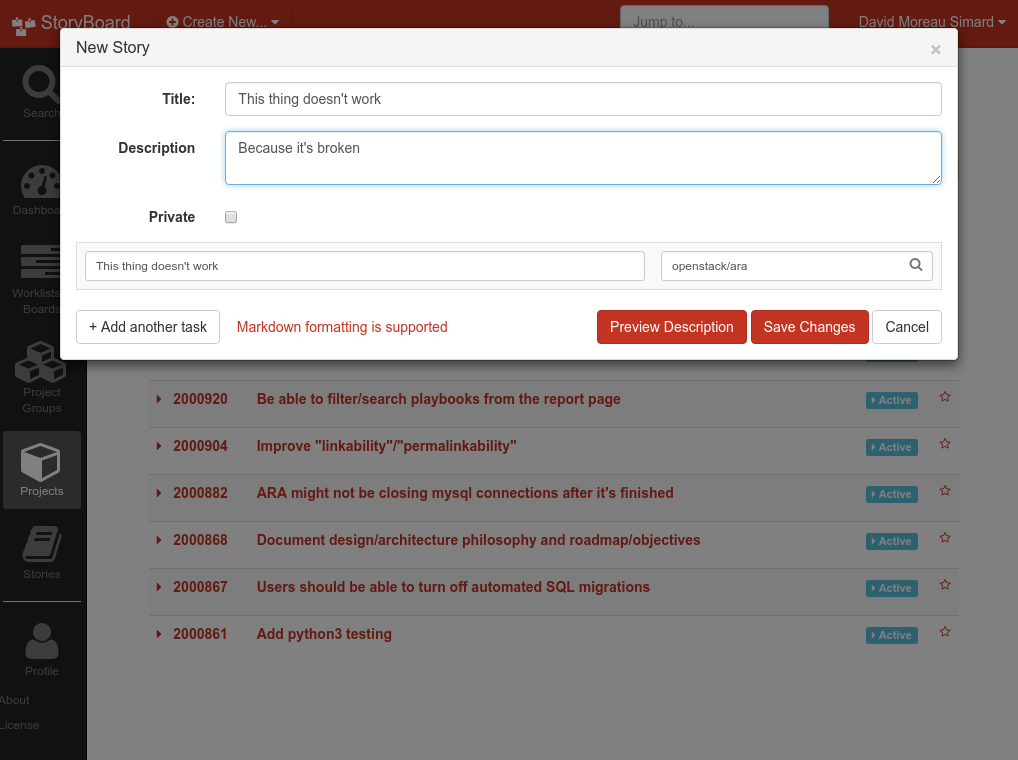 StoryBoard
Create New...
Jump to...
David Moreau Simard
New Story
×
Title:
This thing doesn't work
Description
Because it's broken
Private
This thing doesn't work
openstack/ara
+ Add another task
Markdown formatting is supported
Preview Description
Save Changes
Cancel
Search
Dashboa
Worklists
Boards
Project
Groups
Projects
Stories
Profile
About
License
2000920 Be able to filter/search playbooks from the report page Active
2000904 Improve "linkability"/"permalinkability" Active
2000882 ARA might not be closing mysql connections after it's finished Active
2000868 Document design/architecture philosophy and roadmap/objectives Active
2000867 Users should be able to turn off automated SQL migrations Active
2000861 Add python3 testing Active